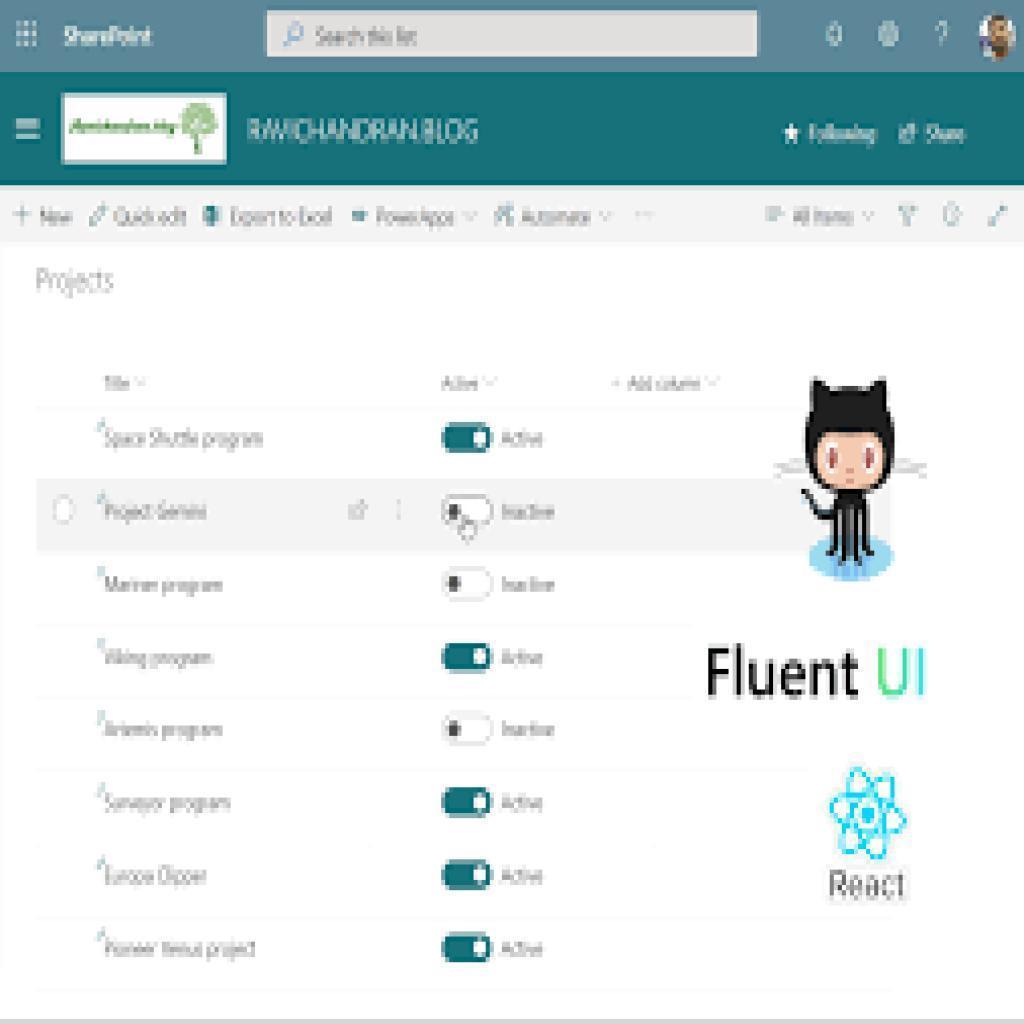 SharePoint
Search this list
RAVICHANDRAN.BLOG
Following
Share
New
Quick edit
Export to Excel
PowerApps
Automate
All Items
Projects
Title
Active
Add column
Space Shuttle program
Active
Project Gemini
Inactive
Mariner program
Inactive
Viking program
Active
Artemis program
Inactive
Surveyor program
Active
Europa Clipper
Active
Pioneer Venus project
Active
Fluent UI
React